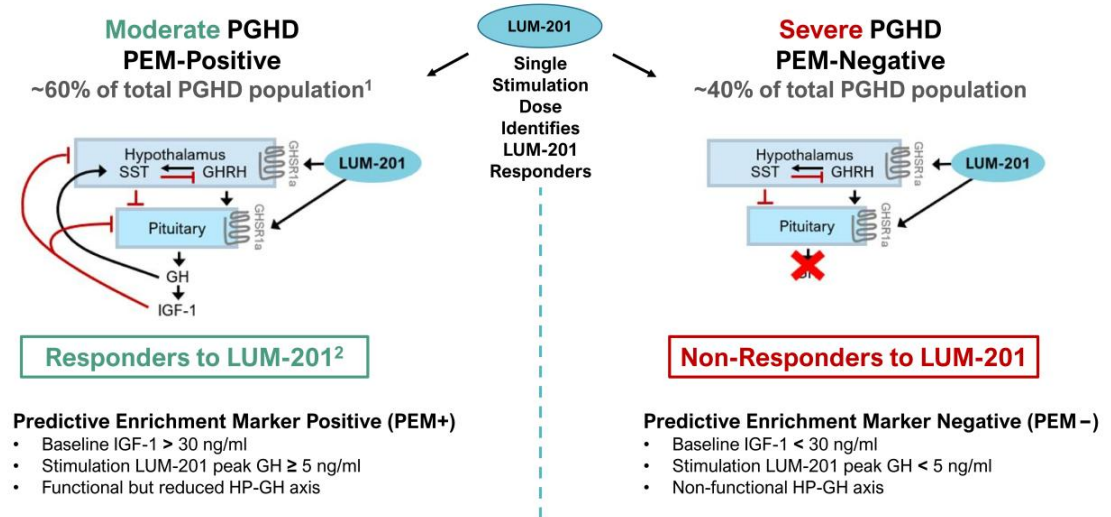 Moderate PGHD
PEM-Positive
~60% of total PGHD population¹
LUM-201
Single
Stimulation
Dose
Identifies
LUM-201
Responders
Severe PGHD
PEM-Negative
~40% of total PGHD population
Hypothalamus
SST
GHRH
GHSR1a
LUM-201
Pituitary
GHSR1a
GH
IGF-1
Hypothalamus
SST
GHRH
GHSR1a
LUM-201
Pituitary
GHSR1a
Responders to LUM-201²
Non-Responders to LUM-201
Predictive Enrichment Marker Positive (PEM+)
• Baseline IGF-1 > 30 ng/ml
• Stimulation LUM-201 peak GH ≥ 5 ng/ml
• Functional but reduced HP-GH axis
Predictive Enrichment Marker Negative (PEM−)
• Baseline IGF-1 < 30 ng/ml
• Stimulation LUM-201 peak GH < 5 ng/ml
• Non-functional HP-GH axis